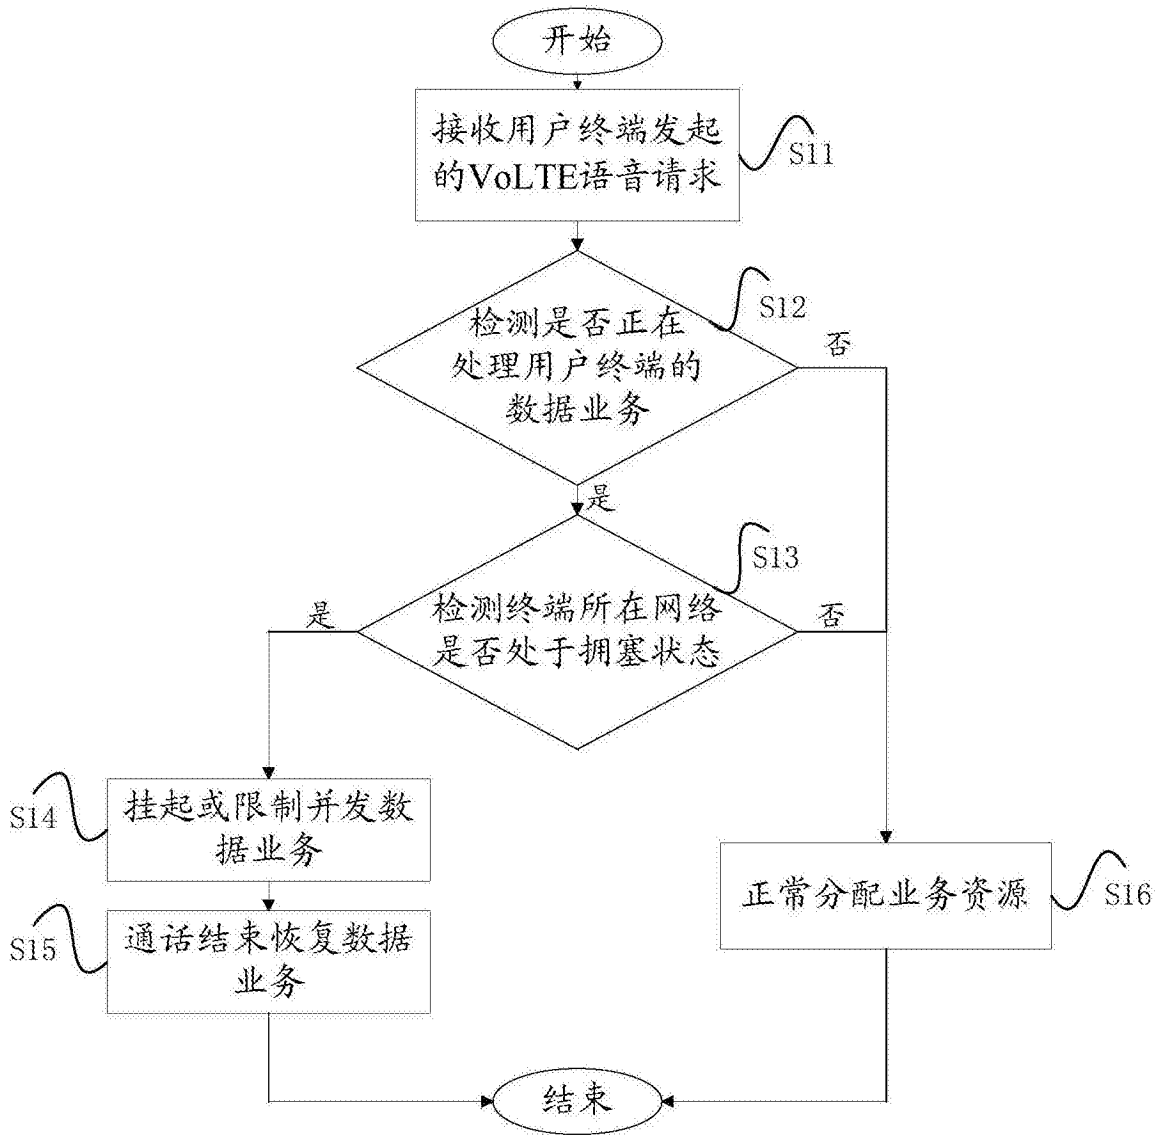 开始
接收用户终端发起
的VoLTE语音请求
S11
S12
检测是否正在
处理用户终端的
数据业务
否
是
S13
检测终端所在网络
是否处于拥塞状态
是
否
S14
挂起或限制并发数
据业务
S15
通话结束恢复数据
业务
正常分配业务资源
S16
结束